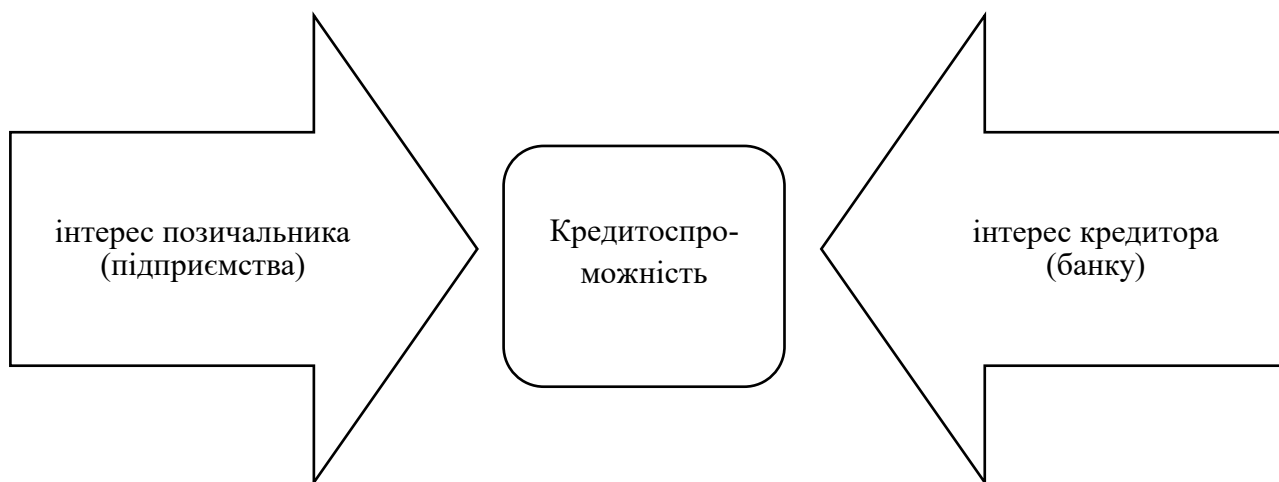 інтерес позичальника
(підприємства)
Кредитоспро-
можність
інтерес кредитора
(банку)